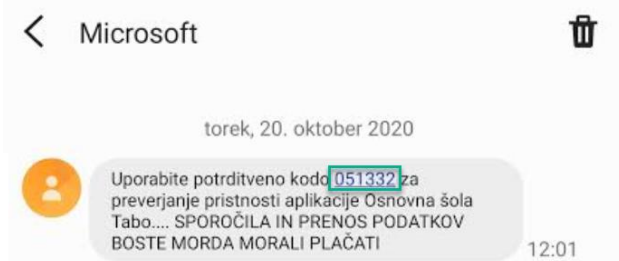 Microsoft
torek, 20. oktober 2020
Uporabite potrditveno kodo 051332 za
preverjanje pristnosti aplikacije Osnovna šola
Tabo.... SPOROČILA IN PRENOS PODATKOV
BOSTE MORDA MORALI PLAČATI
12:01